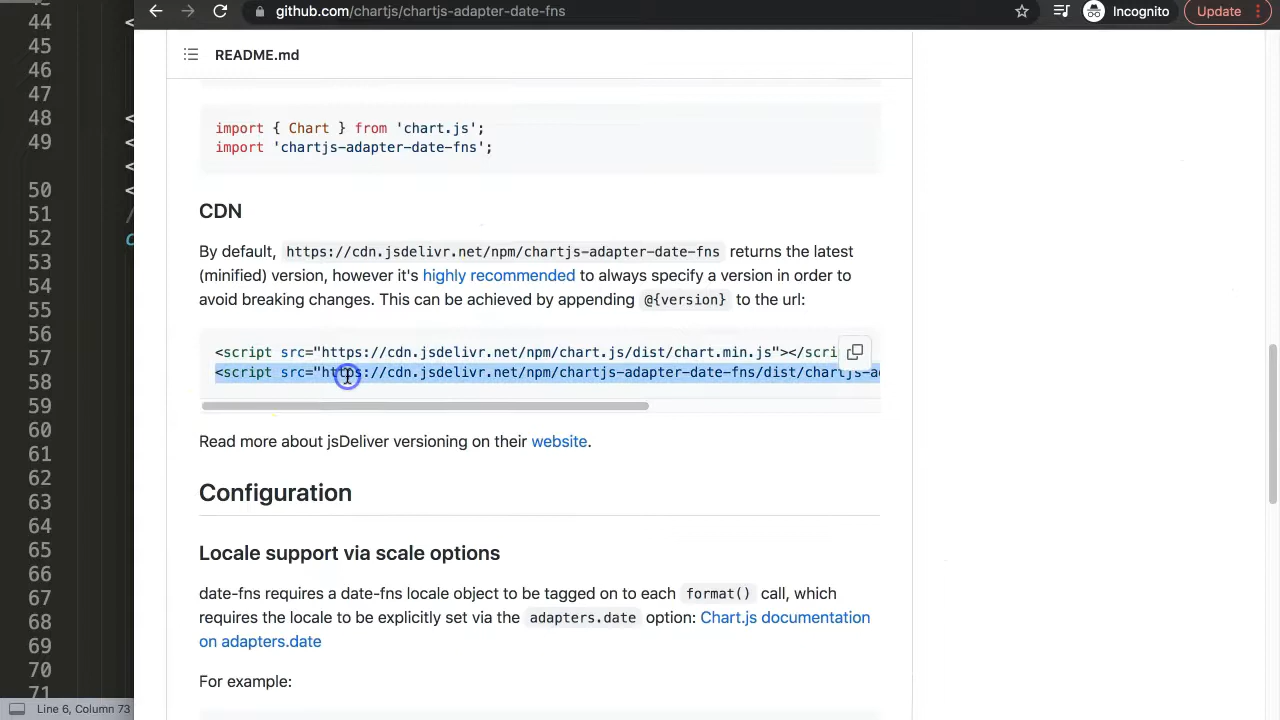 github.com/chartjs/chartjs-adapter-date-fns
Incognito
Update
README.md
import { Chart } from 'chart.js';
import 'chartjs-adapter-date-fns';
CDN
By default, https://cdn.jsdelivr.net/npm/chartjs-adapter-date-fns returns the latest
(minified) version, however it's highly recommended to always specify a version in order to
avoid breaking changes. This can be achieved by appending @{version} to the url:
<script src="https://cdn.jsdelivr.net/npm/chart.js/dist/chart.min.js"></scri
<script src="https://cdn.jsdelivr.net/npm/chartjs-adapter-date-fns/dist/chartjs-a
Read more about jsDeliver versioning on their website.
Configuration
Locale support via scale options
date-fns requires a date-fns locale object to be tagged on to each format() call, which
requires the locale to be explicitly set via the adapters.date option: Chart.js documentation
on adapters.date
For example:
44 <
45
46
47
48 <
49 <
<
50 <
51 /
52 c
53
54
55
56
57
58
59
60
61
62
63
64
65
66
67
68
69
70
71
Line 6, Column 73